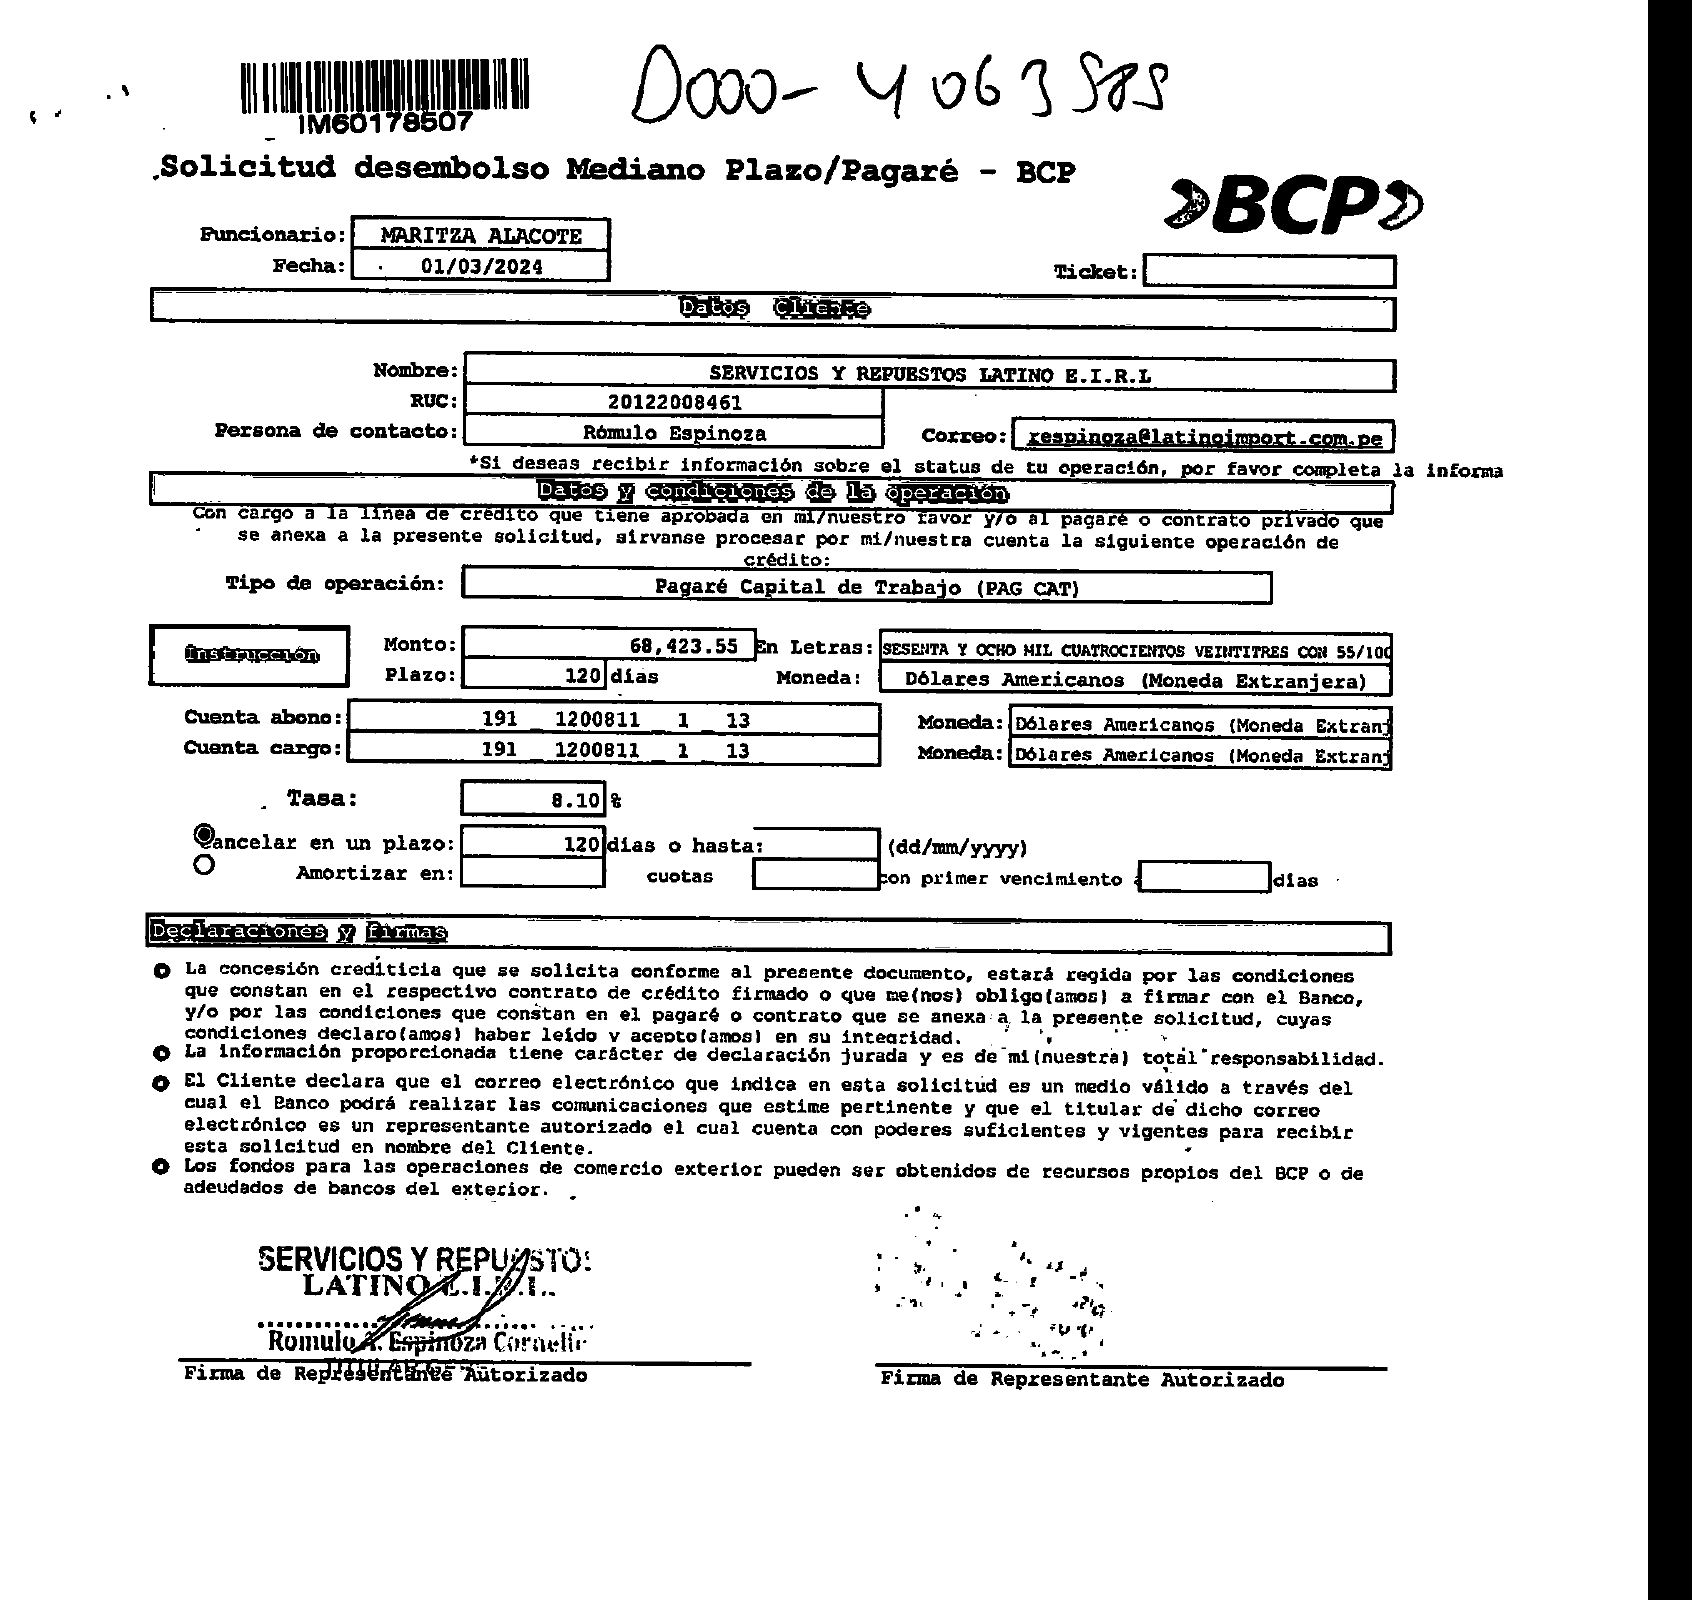 D000-4063585
IM60178507
Solicitud desembolso Mediano Plazo/Pagaré - BCP
BCP
Funcionario: MARITZA ALACOTE
Fecha: 01/03/2024
Ticket:
Datos Cliente
Nombre: SERVICIOS Y REPUESTOS LATINO E.I.R.L
RUC: 20122008461
Persona de contacto: Rómulo Espinoza Correo: respinoza@latinoimport.com.pe
*Si deseas recibir información sobre el status de tu operación, por favor completa la informa
Datos y condiciones de la operación
Con cargo a la línea de crédito que tiene aprobada en mi/nuestro favor y/o al pagaré o contrato privado que
se anexa a la presente solicitud, sirvanse procesar por mi/nuestra cuenta la siguiente operación de
crédito:
Tipo de operación: Pagaré Capital de Trabajo (PAG CAT)
Instrucción
Monto: 68,423.55 En Letras: SESENTA Y OCHO MIL CUATROCIENTOS VEINTITRES CON 55/100
Plazo: 120 días Moneda: Dólares Americanos (Moneda Extranjera)
Cuenta abono: 191 1200811 1 13 Moneda: Dólares Americanos (Moneda Extranj
Cuenta cargo: 191 1200811 1 13 Moneda: Dólares Americanos (Moneda Extranj
Tasa: 8.10 %
Cancelar en un plazo: 120 días o hasta: (dd/mm/yyyy)
Amortizar en: cuotas con primer vencimiento a días
Declaraciones y firmas
La concesión crediticia que se solicita conforme al presente documento, estará regida por las condiciones
que constan en el respectivo contrato de crédito firmado o que me(nos) obligo(amos) a firmar con el Banco,
y/o por las condiciones que constan en el pagaré o contrato que se anexa a la presente solicitud, cuyas
condiciones declaro(amos) haber leído y acepto(amos) en su integridad.
La información proporcionada tiene carácter de declaración jurada y es de mi(nuestra) total responsabilidad.
El Cliente declara que el correo electrónico que indica en esta solicitud es un medio válido a través del
cual el Banco podrá realizar las comunicaciones que estime pertinente y que el titular de dicho correo
electrónico es un representante autorizado el cual cuenta con poderes suficientes y vigentes para recibir
esta solicitud en nombre del Cliente.
Los fondos para las operaciones de comercio exterior pueden ser obtenidos de recursos propios del BCP o de
adeudados de bancos del exterior.
SERVICIOS Y REPUESTOS
LATINO E.I.R.L.
Romulo A. Espinoza Cornelio
Firma de Representante Autorizado
Firma de Representante Autorizado